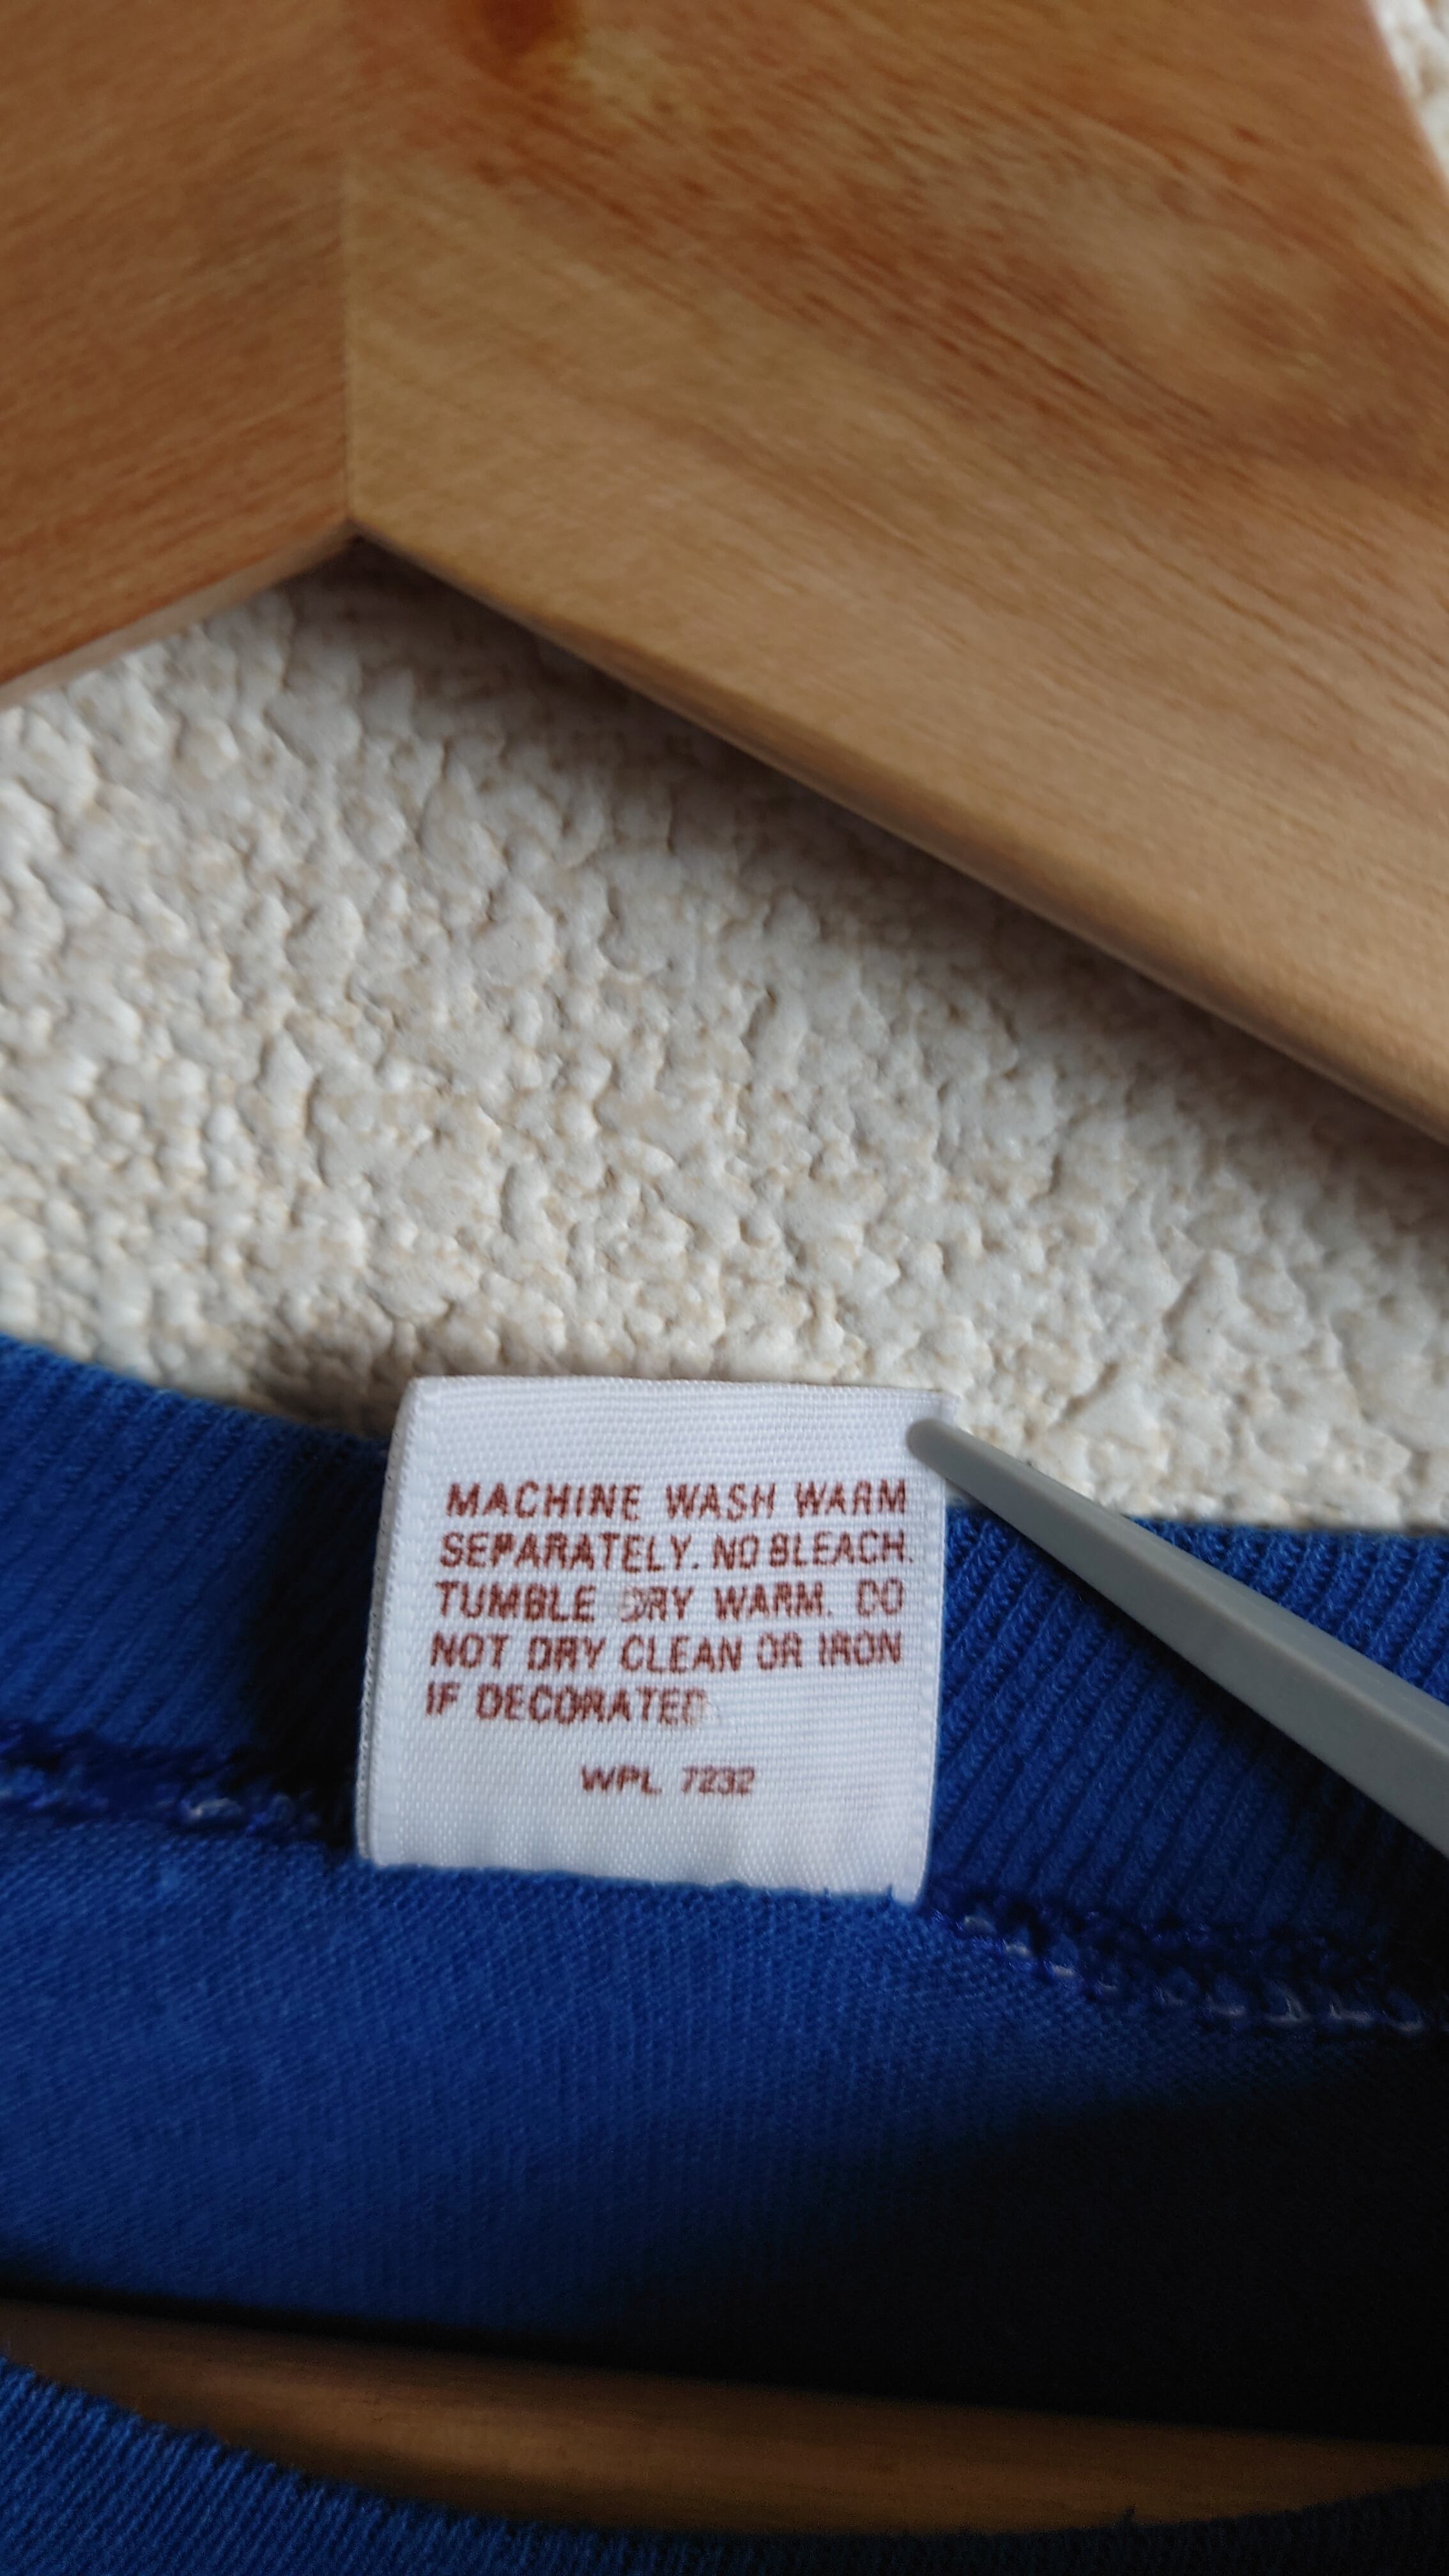 MACHINE WASH WARM
SEPARATELY. NO BLEACH.
TUMBLE DRY WARM. DO
NOT DRY CLEAN OR IRON
IF DECORATED
WPL 7232